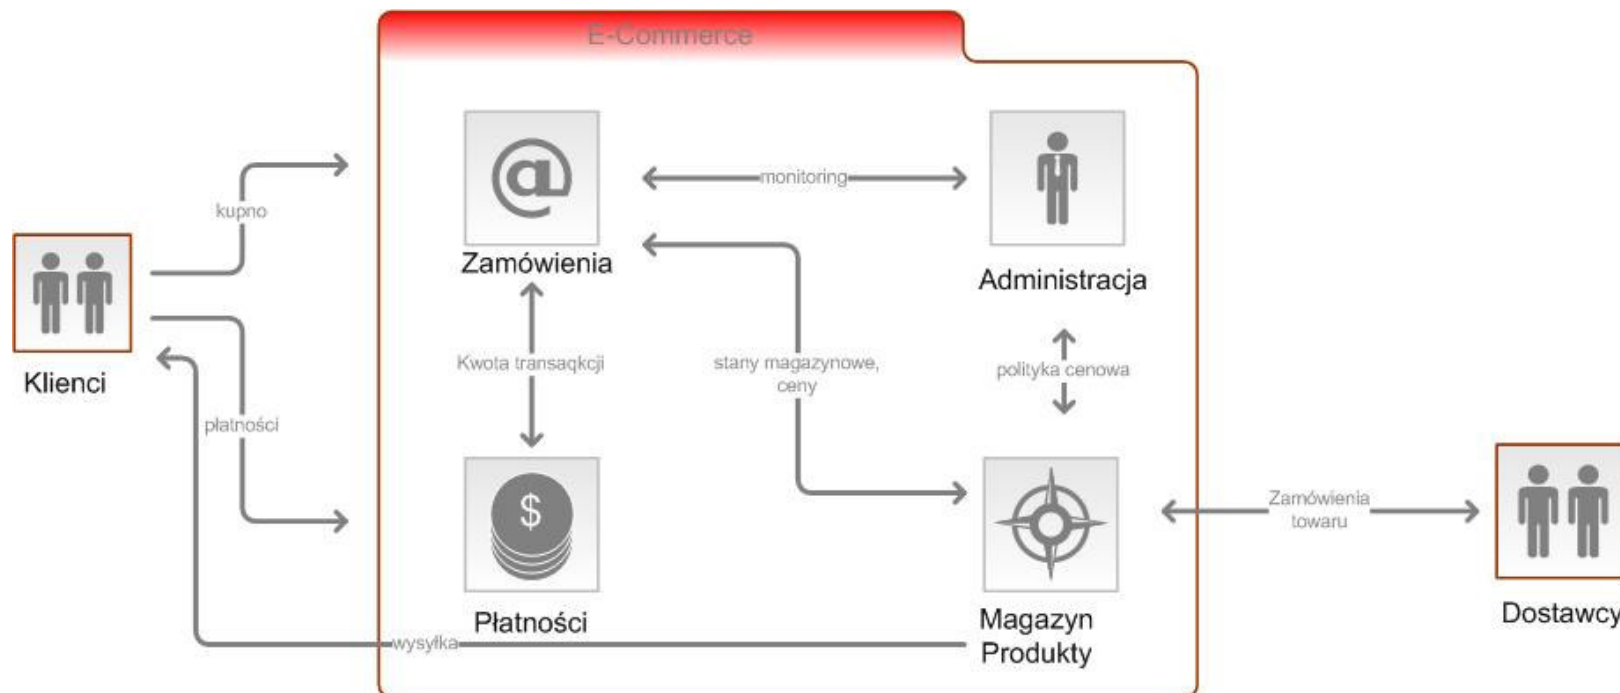 E-Commerce
kupno
Zamówienia
monitoring
Administracja
Klienci
Kwota transaqkcji
stany magazynowe,
ceny
polityka cenowa
płatności
$
Zamówienia
towaru
Płatności
Magazyn
Produkty
Dostawcy
wysyłka